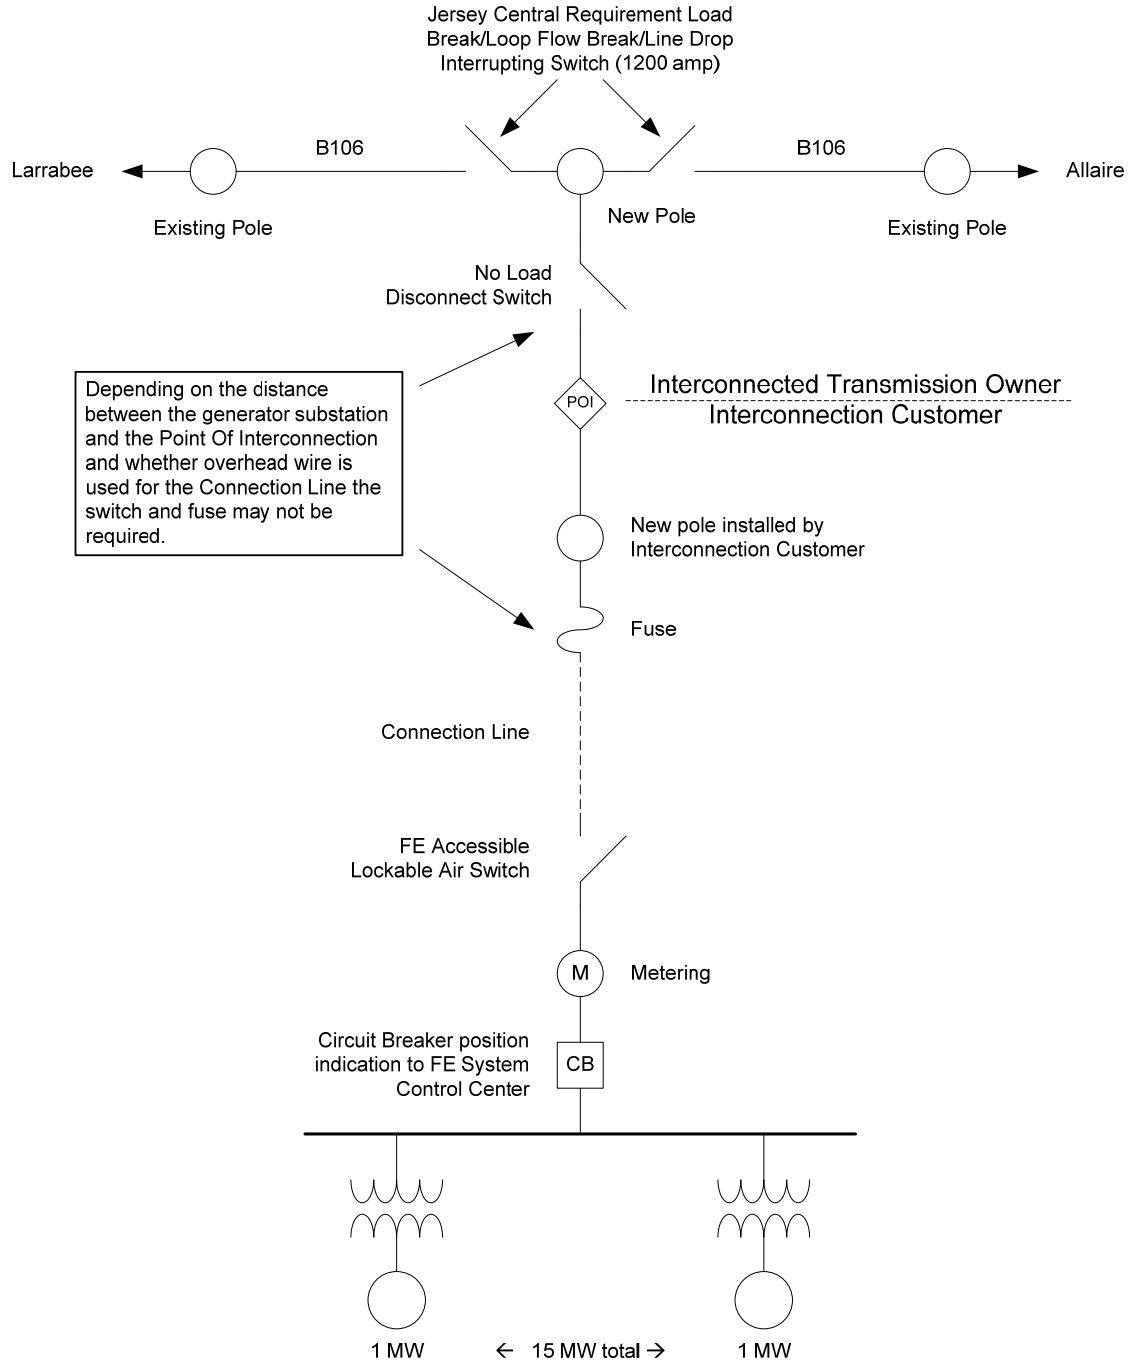 Jersey Central Requirement Load
Break/Loop Flow Break/Line Drop
Interrupting Switch (1200 amp)
B106
B106
Larrabee
Allaire
Existing Pole
New Pole
Existing Pole
No Load
Disconnect Switch
Depending on the distance
between the generator substation
and the Point Of Interconnection
and whether overhead wire is
used for the Connection Line the
switch and fuse may not be
required.
POI
Interconnected Transmission Owner
Interconnection Customer
New pole installed by
Interconnection Customer
Fuse
Connection Line
FE Accessible
Lockable Air Switch
M
Metering
Circuit Breaker position
indication to FE System
Control Center
CB
1 MW
← 15 MW total →
1 MW